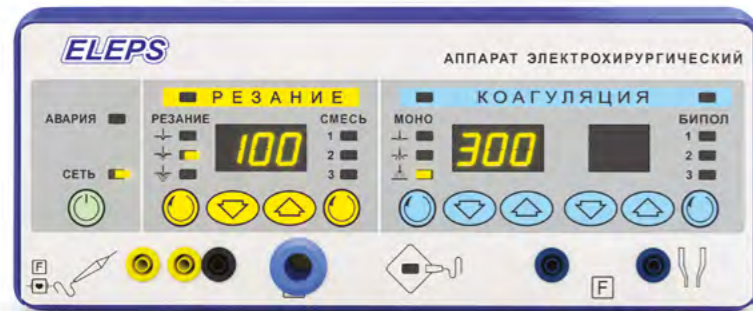 ELEPS
АППАРАТ ЭЛЕКТРОХИРУРГИЧЕСКИЙ
РЕЗАНИЕ
КОАГУЛЯЦИЯ
АВАРИЯ
РЕЗАНИЕ
СМЕСЬ
МОНО
БИПОЛ
100
300
1
2
3
1
2
3
СЕТЬ
F
F